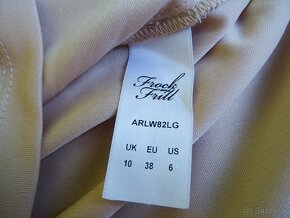 Frock
Frill
ARLW82LG
UK EU US
10 38 6